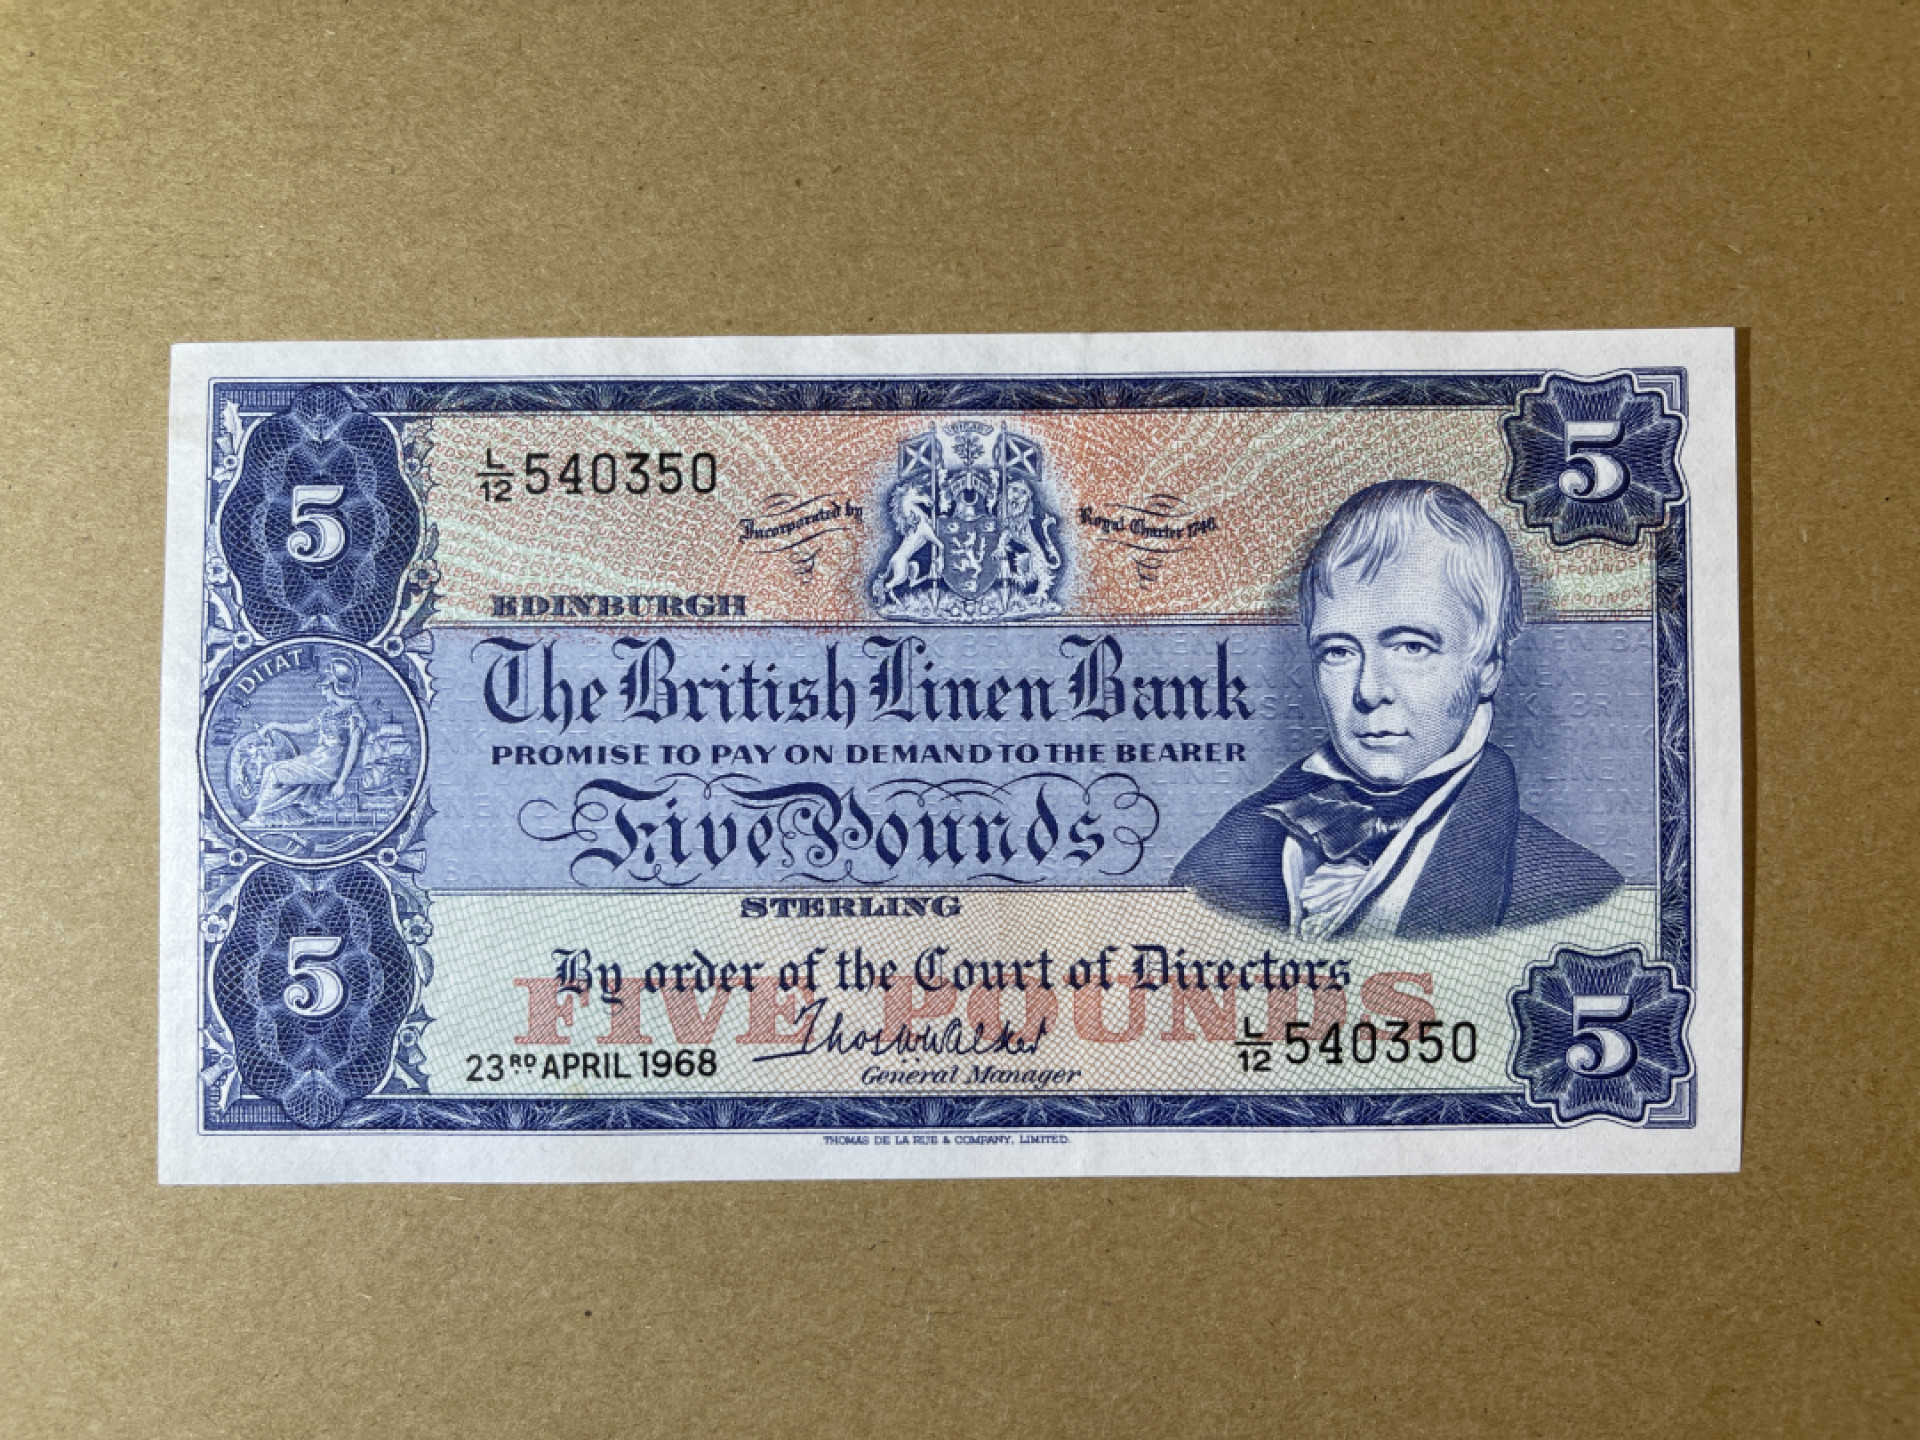 5
5
L/12 540350
Incorporated by Royal Charter 1746.
EDINBURGH
DITAT
The British Linen Bank
PROMISE TO PAY ON DEMAND TO THE BEARER
Five Pounds
STERLING
By order of the Court of Directors
FIVE POUNDS
Thos W Walker
5
23RD APRIL 1968
General Manager
L/12 540350
5
THOMAS DE LA RUE & COMPANY, LIMITED.